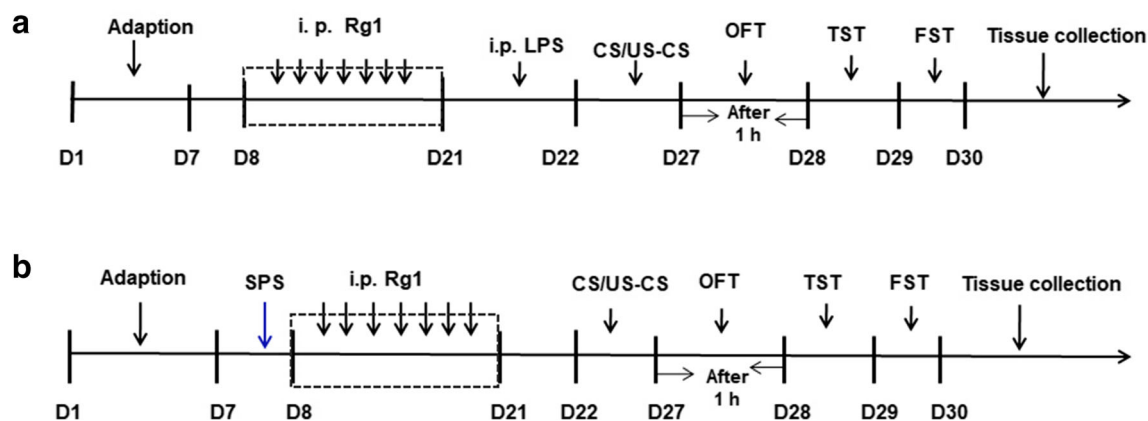 a
Adaption
i. p. Rg1
i.p. LPS
CS/US-CS
OFT
TST
FST
Tissue collection
After
1 h
D1
D7
D8
D21
D22
D27
D28
D29
D30
b
Adaption
SPS
i.p. Rg1
CS/US-CS
OFT
TST
FST
Tissue collection
After
1 h
D1
D7
D8
D21
D22
D27
D28
D29
D30